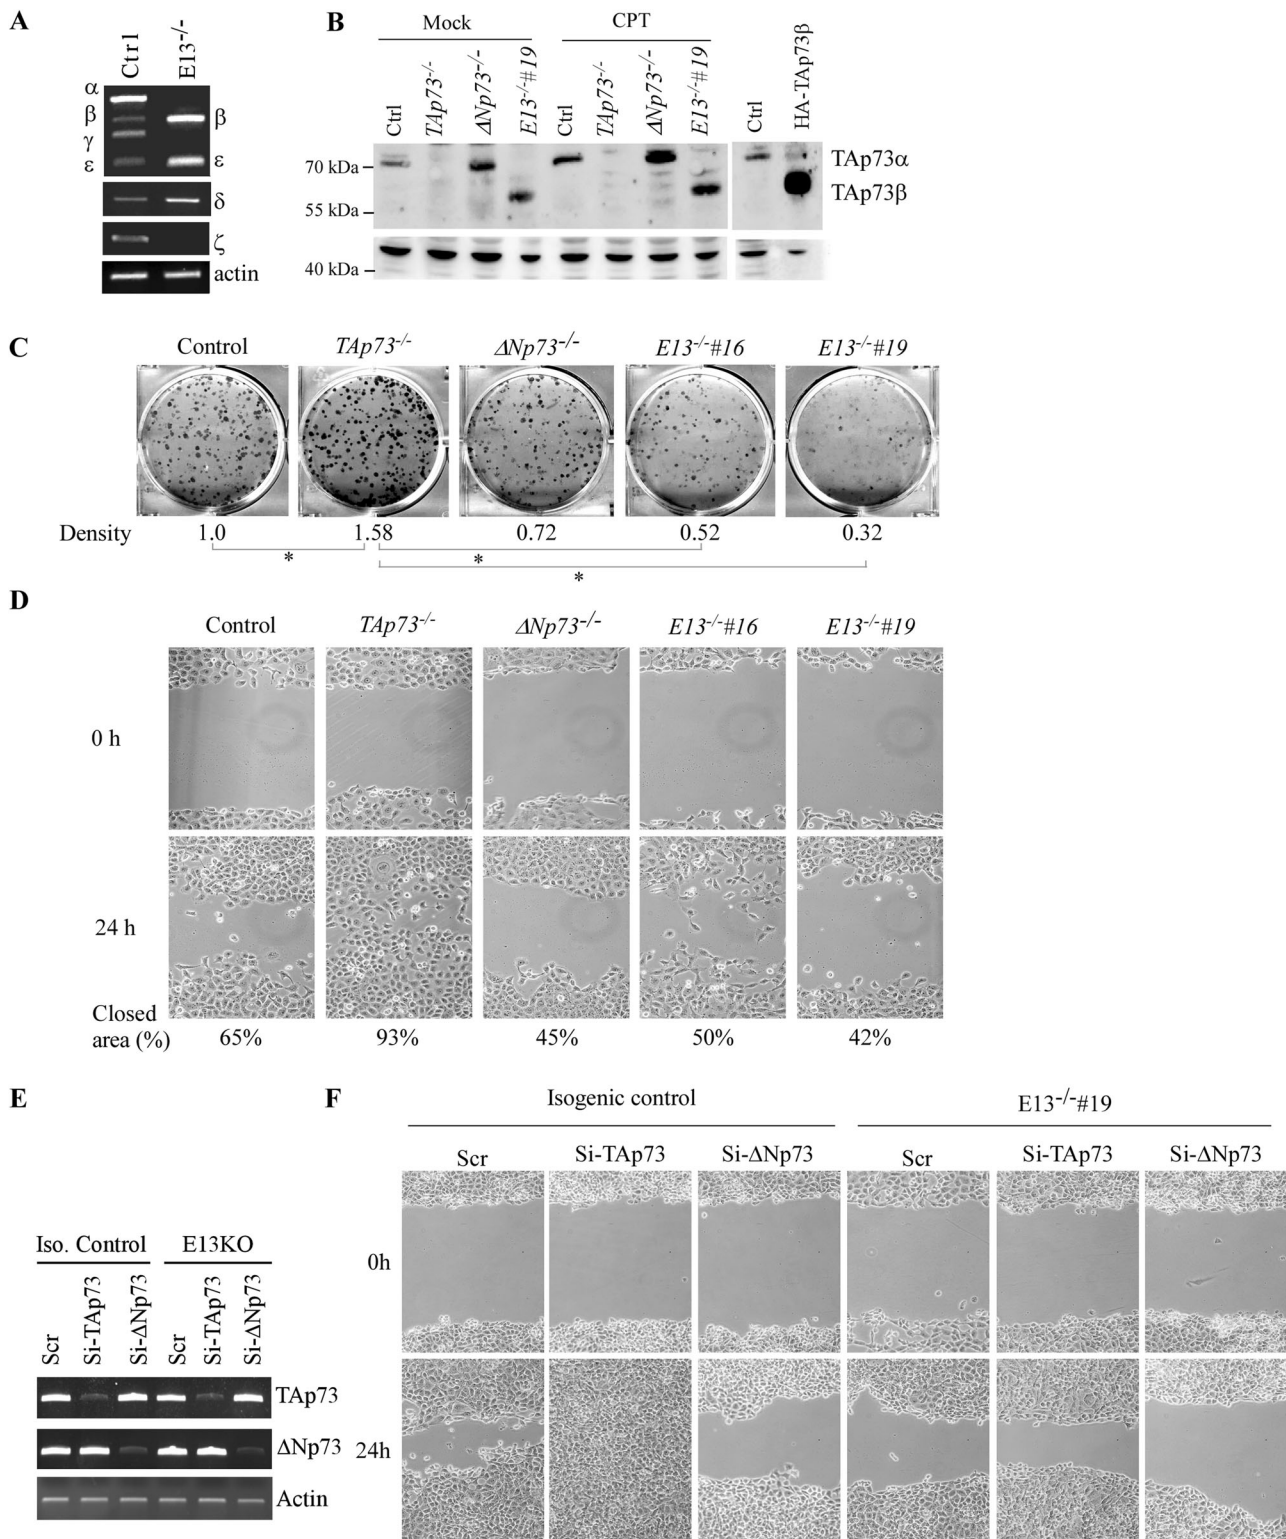 A
Ctrl
E13-/-
α
β
γ
ε
β
ε
δ
ζ
actin
B
Mock
CPT
Ctrl
TAp73-/-
ΔNp73-/-
E13-/-#19
Ctrl
TAp73-/-
ΔNp73-/-
E13-/-#19
Ctrl
HA-TAp73β
70 kDa
55 kDa
40 kDa
TAp73α
TAp73β
C
Control
TAp73-/-
ΔNp73-/-
E13-/-#16
E13-/-#19
Density
1.0
1.58
0.72
0.52
0.32
*
*
*
D
Control
TAp73-/-
ΔNp73-/-
E13-/-#16
E13-/-#19
0 h
24 h
Closed
area (%)
65%
93%
45%
50%
42%
E
Iso. Control
E13KO
Scr
Si-TAp73
Si-ΔNp73
Scr
Si-TAp73
Si-ΔNp73
TAp73
ΔNp73
Actin
F
Isogenic control
E13-/-#19
Scr
Si-TAp73
Si-ΔNp73
Scr
Si-TAp73
Si-ΔNp73
0h
24h